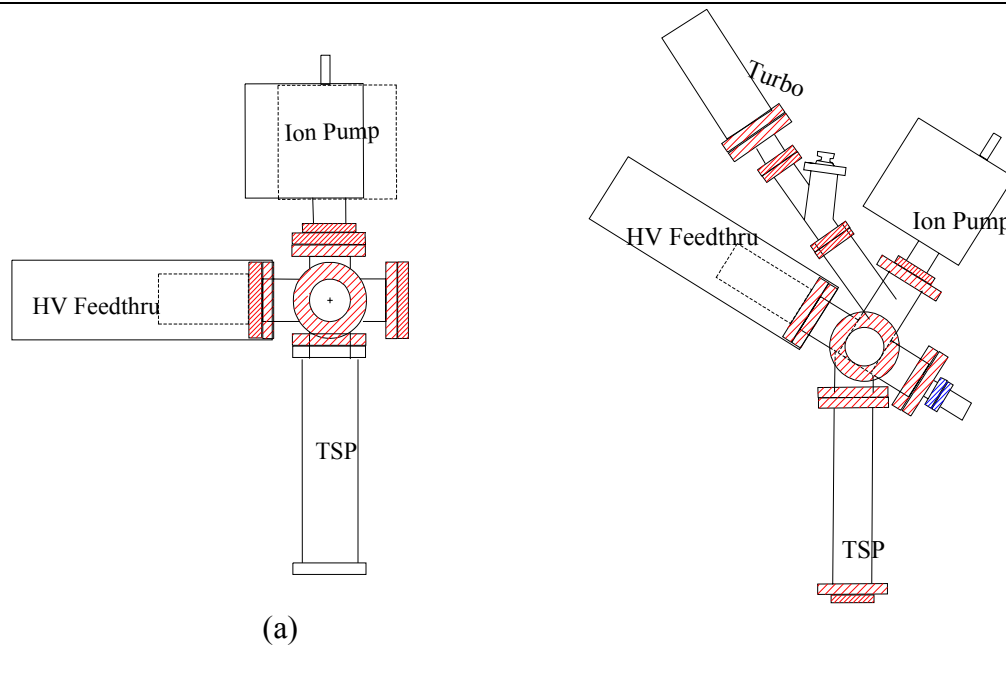 Ion Pump
HV Feedthru
TSP
(a)
Turbo
Ion Pump
HV Feedthru
TSP